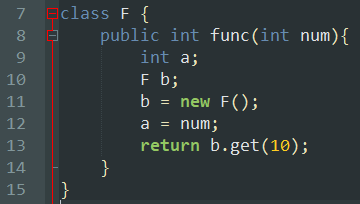 7 class F {
8 public int func(int num){
9 int a;
10 F b;
11 b = new F();
12 a = num;
13 return b.get(10);
14 }
15 }